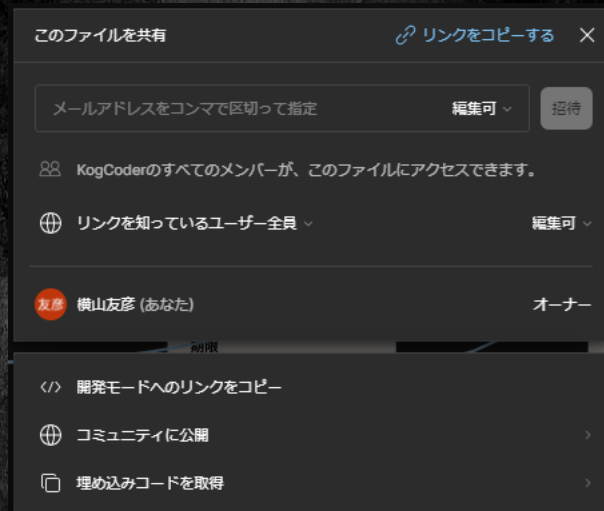 このファイルを共有
リンクをコピーする
メールアドレスをコンマで区切って指定
編集可
招待
KogCoderのすべてのメンバーが、このファイルにアクセスできます。
リンクを知っているユーザー全員
編集可
友彦
横山友彦 (あなた)
オーナー
期限
開発モードへのリンクをコピー
コミュニティに公開
埋め込みコードを取得